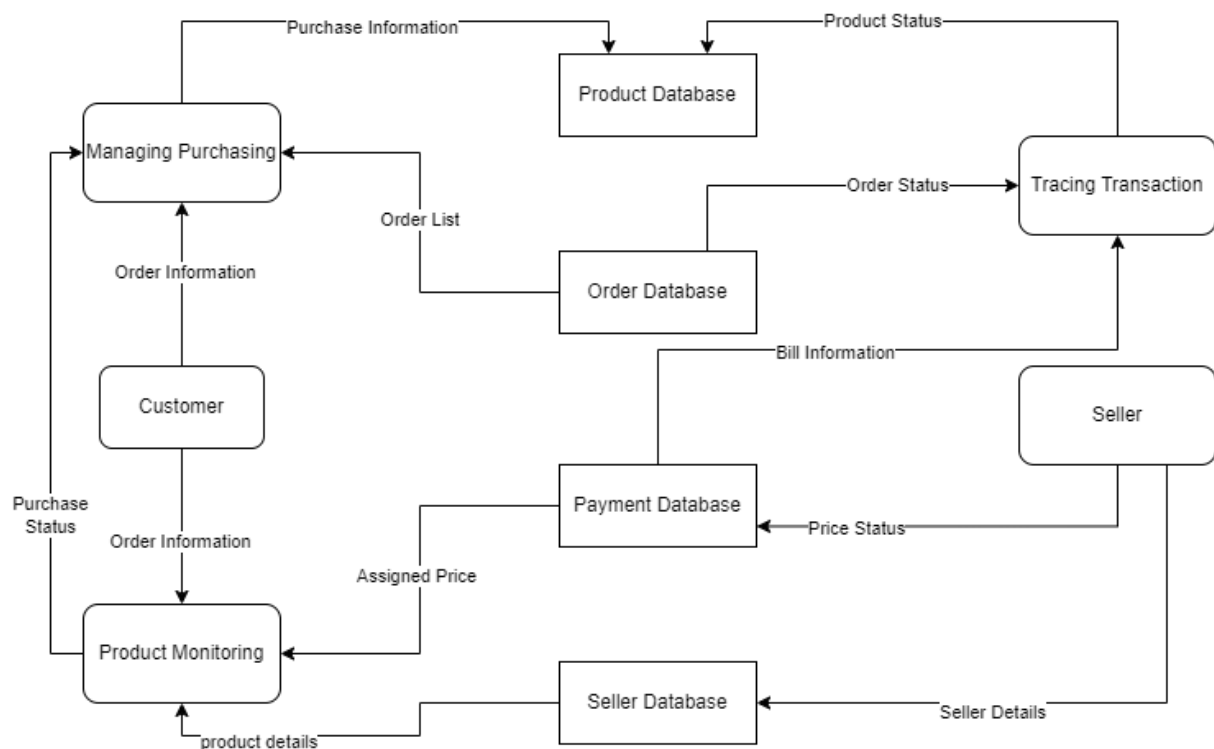 Purchase Information
Product Status
Product Database
Managing Purchasing
Tracing Transaction
Order Status
Order List
Order Information
Order Database
Bill Information
Customer
Seller
Purchase
Status
Payment Database
Price Status
Order Information
Assigned Price
Product Monitoring
Seller Database
Seller Details
product details